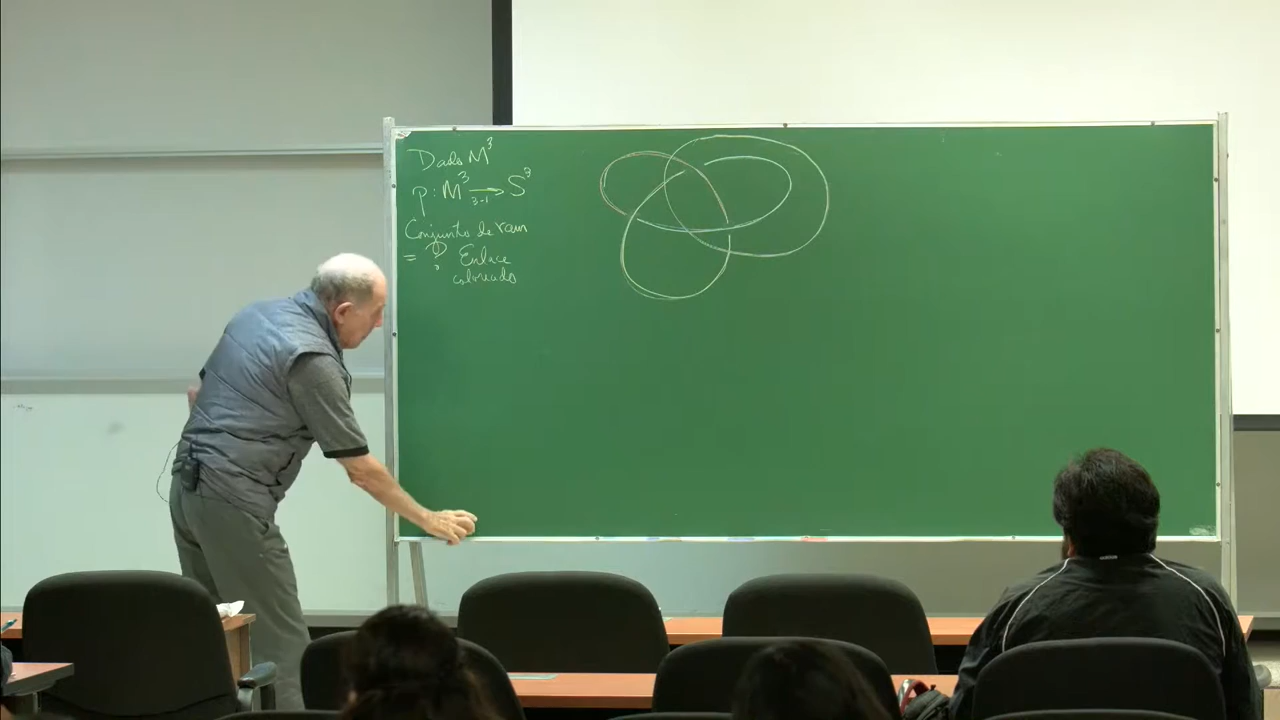 Dado M³
p: M³ → S³
3-1
Conjunto de ram
= ? Enlace
coloreado